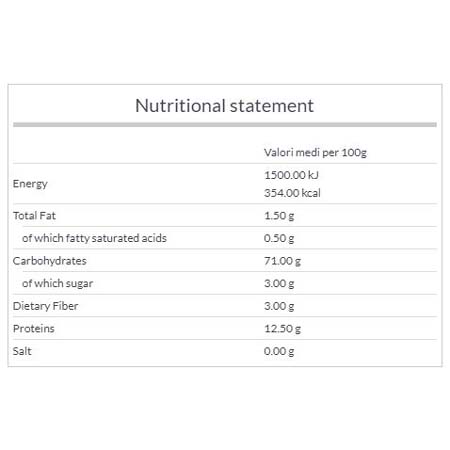 Nutritional statement
Valori medi per 100g
Energy 1500.00 kJ
354.00 kcal
Total Fat 1.50 g
of which fatty saturated acids 0.50 g
Carbohydrates 71.00 g
of which sugar 3.00 g
Dietary Fiber 3.00 g
Proteins 12.50 g
Salt 0.00 g